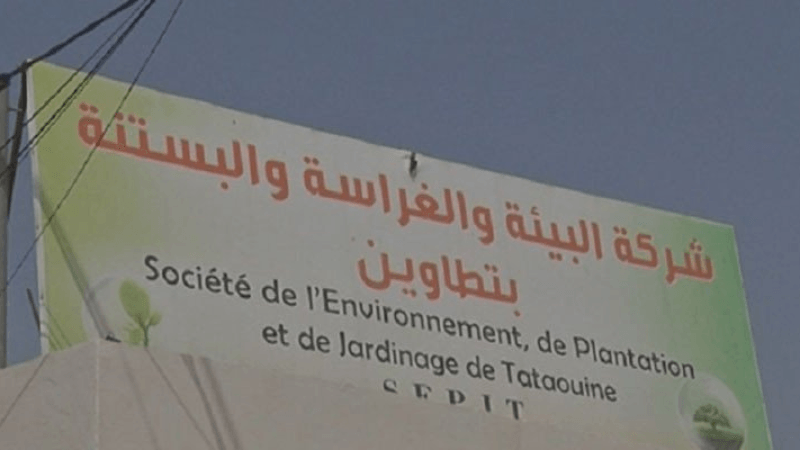 شركة البيئة والغراسة والبستنة
بتطاوين
Société de l'Environnement, de Plantation
et de Jardinage de Tataouine